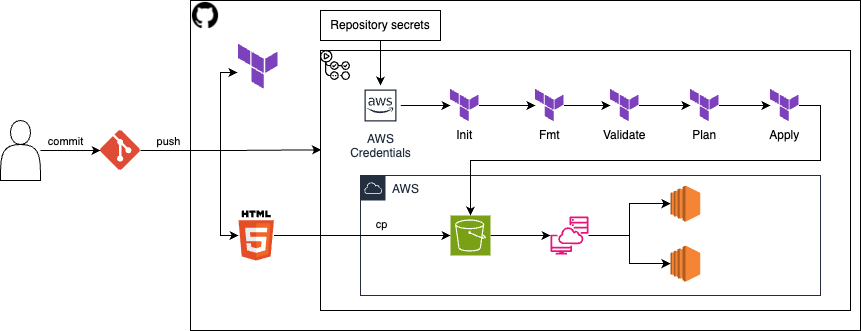 Repository secrets
commit
push
aws
AWS
Credentials
Init
Fmt
Validate
Plan
Apply
AWS
HTML
5
cp